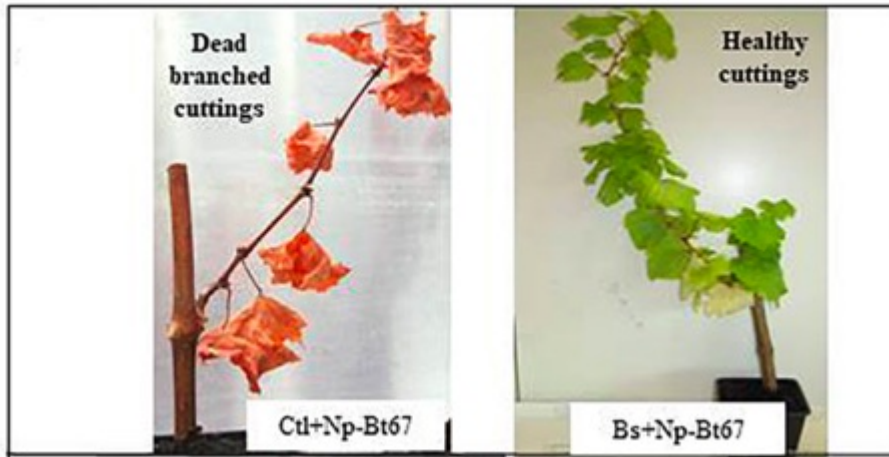 Dead
branched
cuttings
Healthy
cuttings
Ctl+Np-Bt67
Bs+Np-Bt67